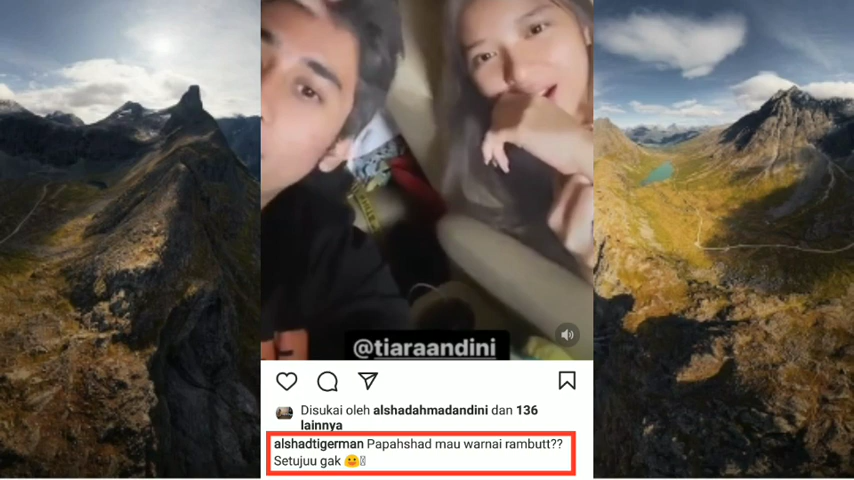 @tiaraandini
Disukai oleh alshadahmadandini dan 136
lainnya
alshadtigerman Papahshad mau warnai rambutt??
Setujuu gak 😛